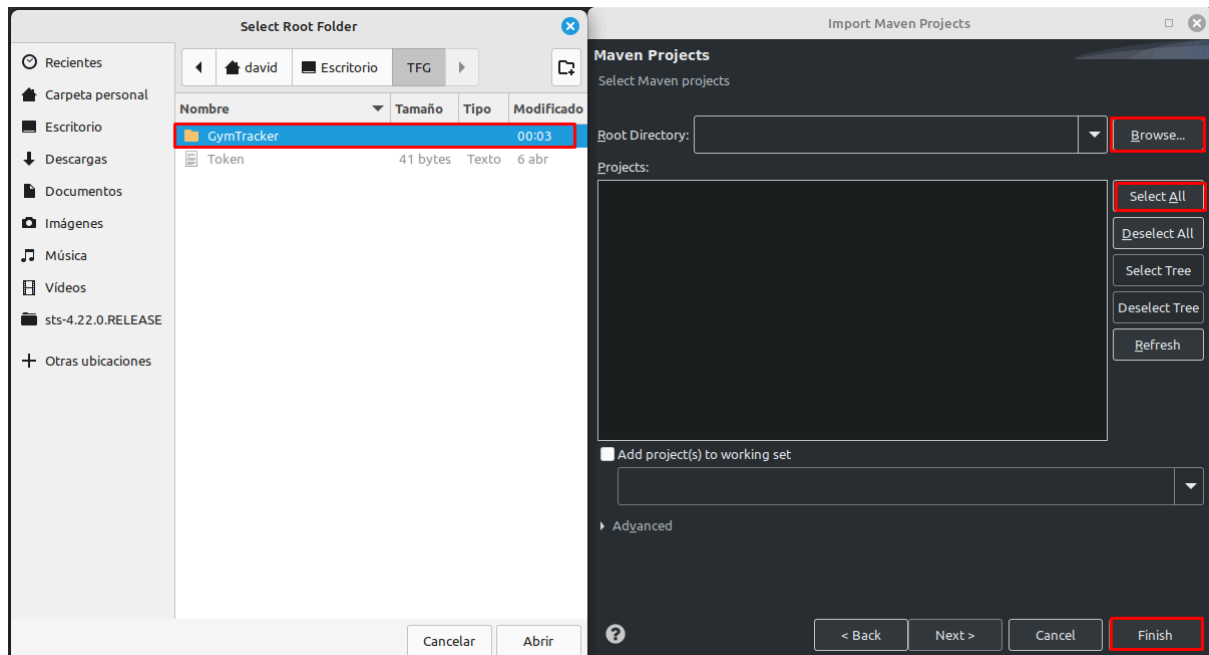 Select Root Folder
Recientes
Carpeta personal
Escritorio
Descargas
Documentos
Imágenes
Música
Vídeos
sts-4.22.0.RELEASE
Otras ubicaciones
david Escritorio TFG
Nombre Tamaño Tipo Modificado
GymTracker 00:03
Token 41 bytes Texto 6 abr
Cancelar Abrir
Import Maven Projects
Maven Projects
Select Maven projects
Root Directory: Browse...
Projects:
Select All
Deselect All
Select Tree
Deselect Tree
Refresh
Add project(s) to working set
Advanced
? < Back Next > Cancel Finish